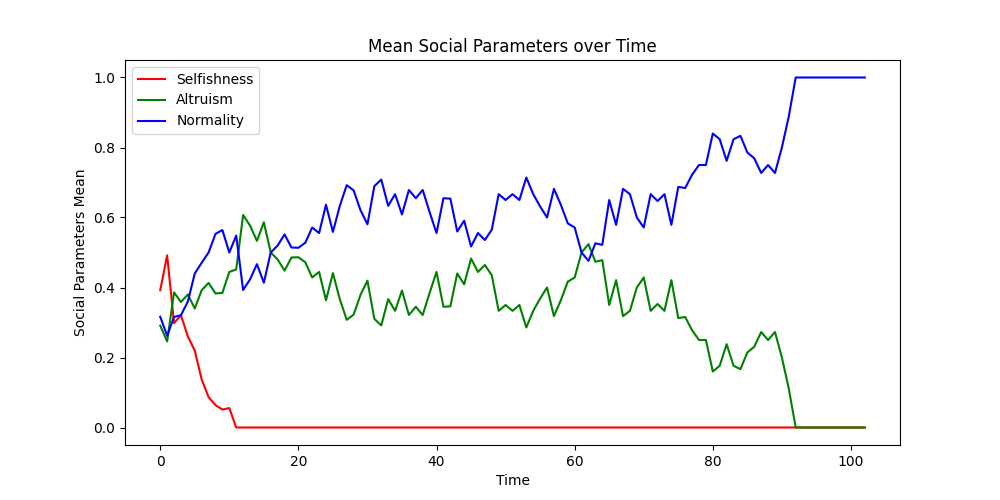 Mean Social Parameters over Time
Selfishness
Altruism
Normality
Social Parameters Mean
1.0
0.8
0.6
0.4
0.2
0.0
0 20 40 60 80 100
Time